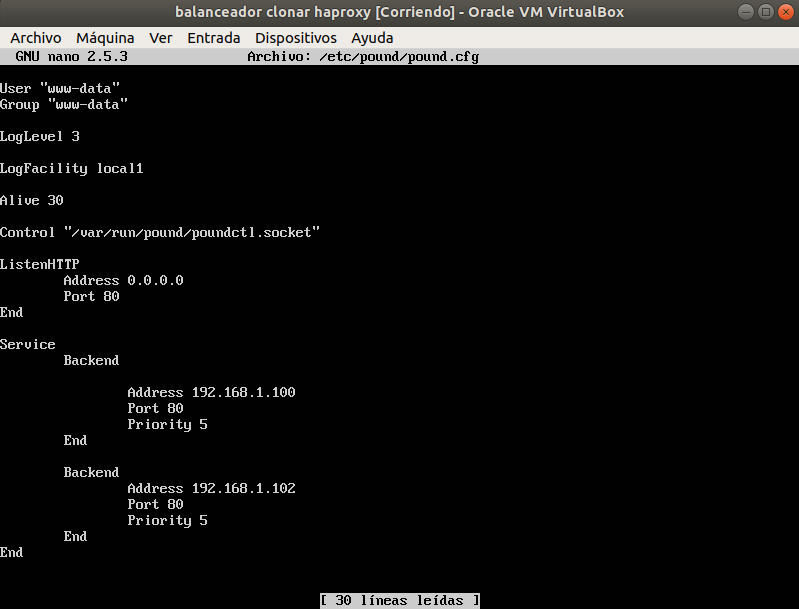 balanceador clonar haproxy [Corriendo] - Oracle VM VirtualBox
Archivo Máquina Ver Entrada Dispositivos Ayuda
GNU nano 2.5.3 Archivo: /etc/pound/pound.cfg
User "www-data"
Group "www-data"
LogLevel 3
LogFacility local1
Alive 30
Control "/var/run/pound/poundctl.socket"
ListenHTTP
Address 0.0.0.0
Port 80
End
Service
Backend
Address 192.168.1.100
Port 80
Priority 5
End
Backend
Address 192.168.1.102
Port 80
Priority 5
End
End
[ 30 líneas leídas ]